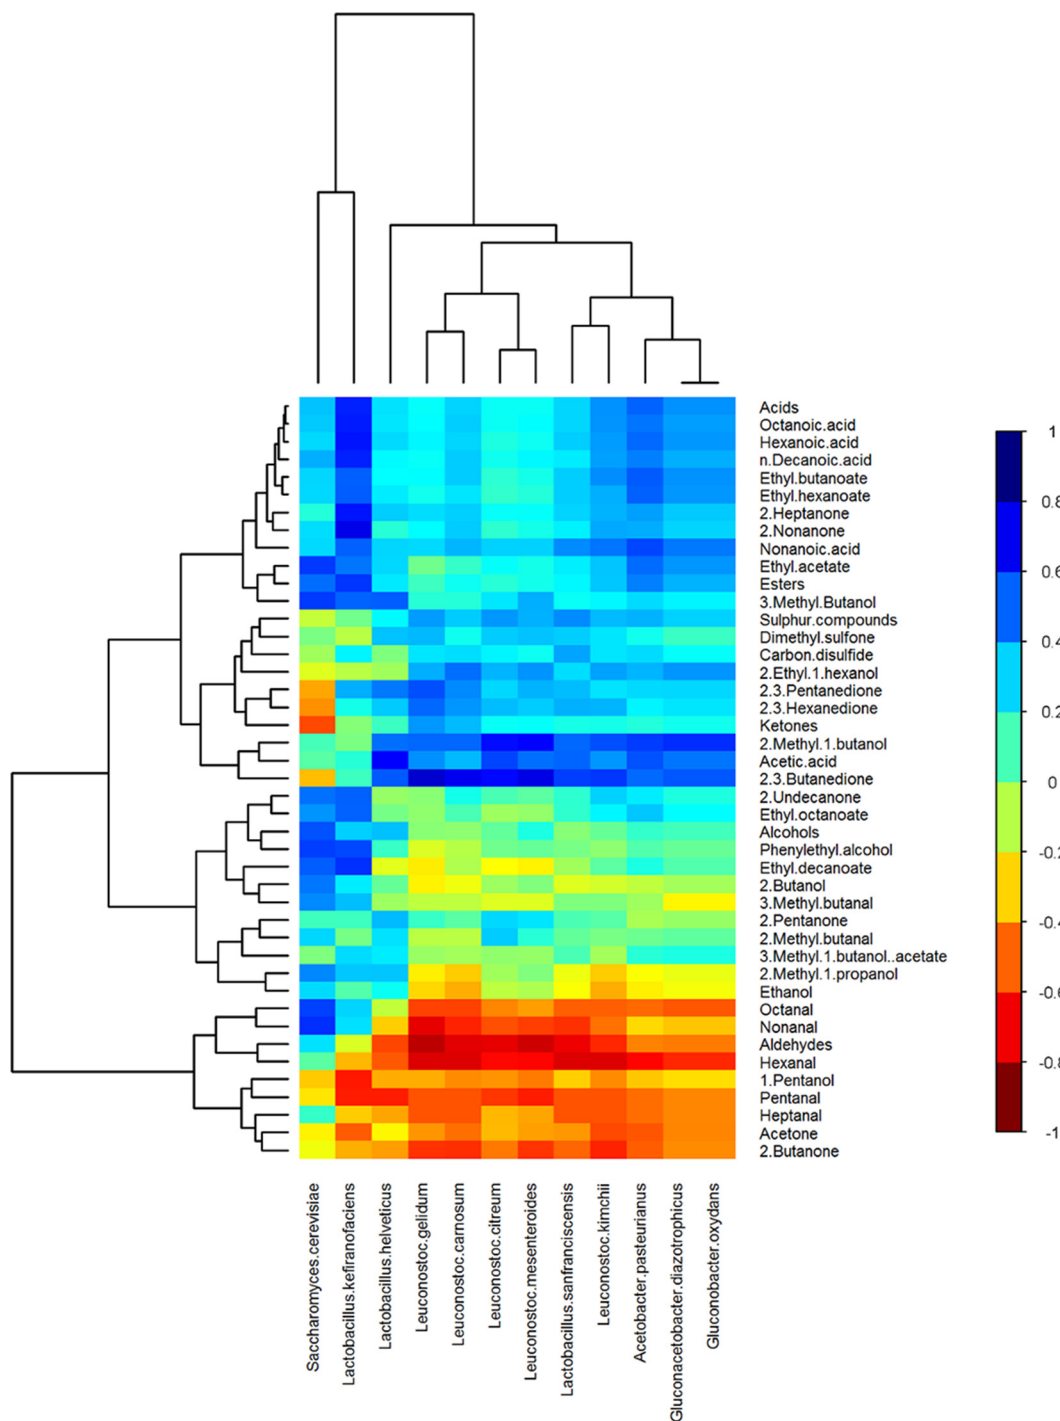 Acids
Octanoic.acid
Hexanoic.acid
n.Decanoic.acid
Ethyl.butanoate
Ethyl.hexanoate
2.Heptanone
2.Nonanone
Nonanoic.acid
Ethyl.acetate
Esters
3.Methyl.Butanol
Sulphur.compounds
Dimethyl.sulfone
Carbon.disulfide
2.Ethyl.1.hexanol
2.3.Pentanedione
2.3.Hexanedione
Ketones
2.Methyl.1.butanol
Acetic.acid
2.3.Butanedione
2.Undecanone
Ethyl.octanoate
Alcohols
Phenylethyl.alcohol
Ethyl.decanoate
2.Butanol
3.Methyl.butanal
2.Pentanone
2.Methyl.butanal
3.Methyl.1.butanol..acetate
2.Methyl.1.propanol
Ethanol
Octanal
Nonanal
Aldehydes
Hexanal
1.Pentanol
Pentanal
Heptanal
Acetone
2.Butanone
1
0.8
0.6
0.4
0.2
0
-0.2
-0.4
-0.6
-0.8
-1
Saccharomyces.cerevisiae
Lactobacillus.kefiranofaciens
Lactobacillus.helveticus
Leuconostoc.gelidum
Leuconostoc.carnosum
Leuconostoc.citreum
Leuconostoc.mesenteroides
Lactobacillus.sanfranciscensis
Leuconostoc.kimchii
Acetobacter.pasteurianus
Gluconacetobacter.diazotrophicus
Gluconobacter.oxydans